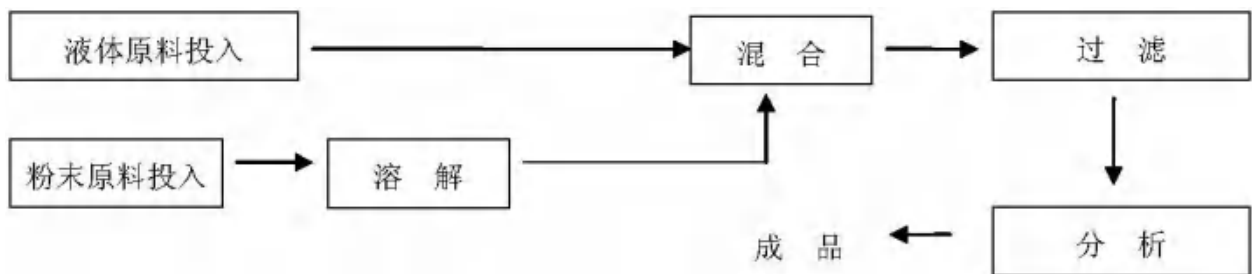 液体原料投入
混 合
过 滤
粉末原料投入
溶 解
成 品
分 析